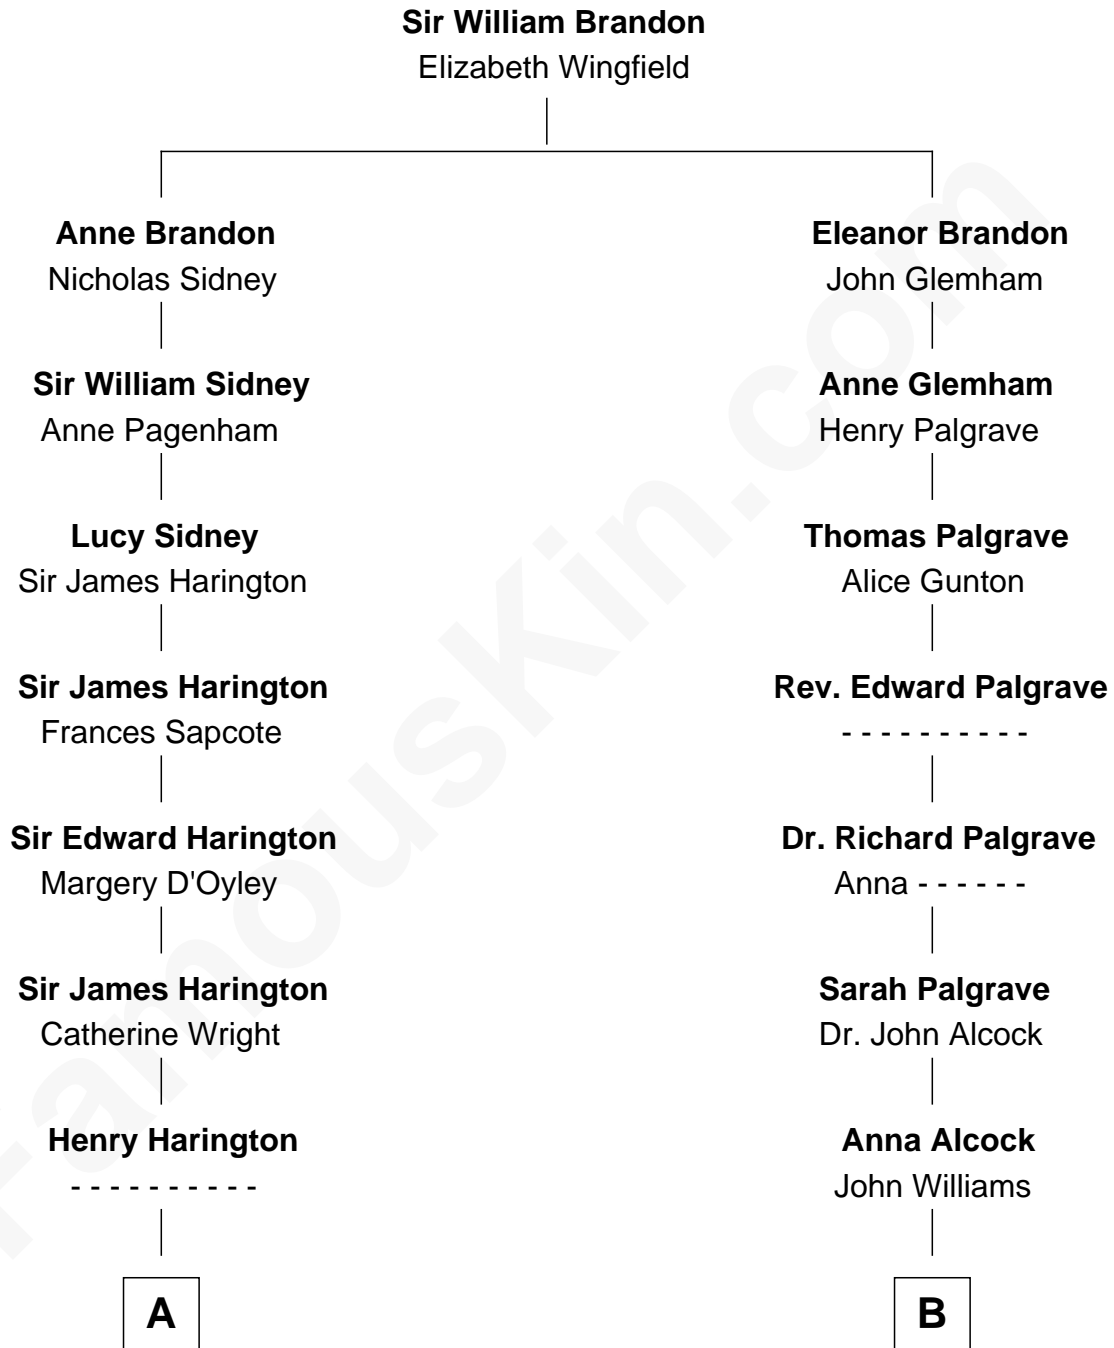 Sir William Brandon
Elizabeth Wingfield
Anne Brandon
Nicholas Sidney
Eleanor Brandon
John Glemham
Sir William Sidney
Anne Pagenham
Anne Glemham
Henry Palgrave
Lucy Sidney
Sir James Harington
Thomas Palgrave
Alice Gunton
Sir James Harington
Frances Sapcote
Rev. Edward Palgrave
- - - - - - - - - -
Sir Edward Harington
Margery D'Oyley
Dr. Richard Palgrave
Anna - - - - - -
Sir James Harington
Catherine Wright
Sarah Palgrave
Dr. John Alcock
Henry Harington
- - - - - - - - - -
Anna Alcock
John Williams
A
B
FamousKin.com